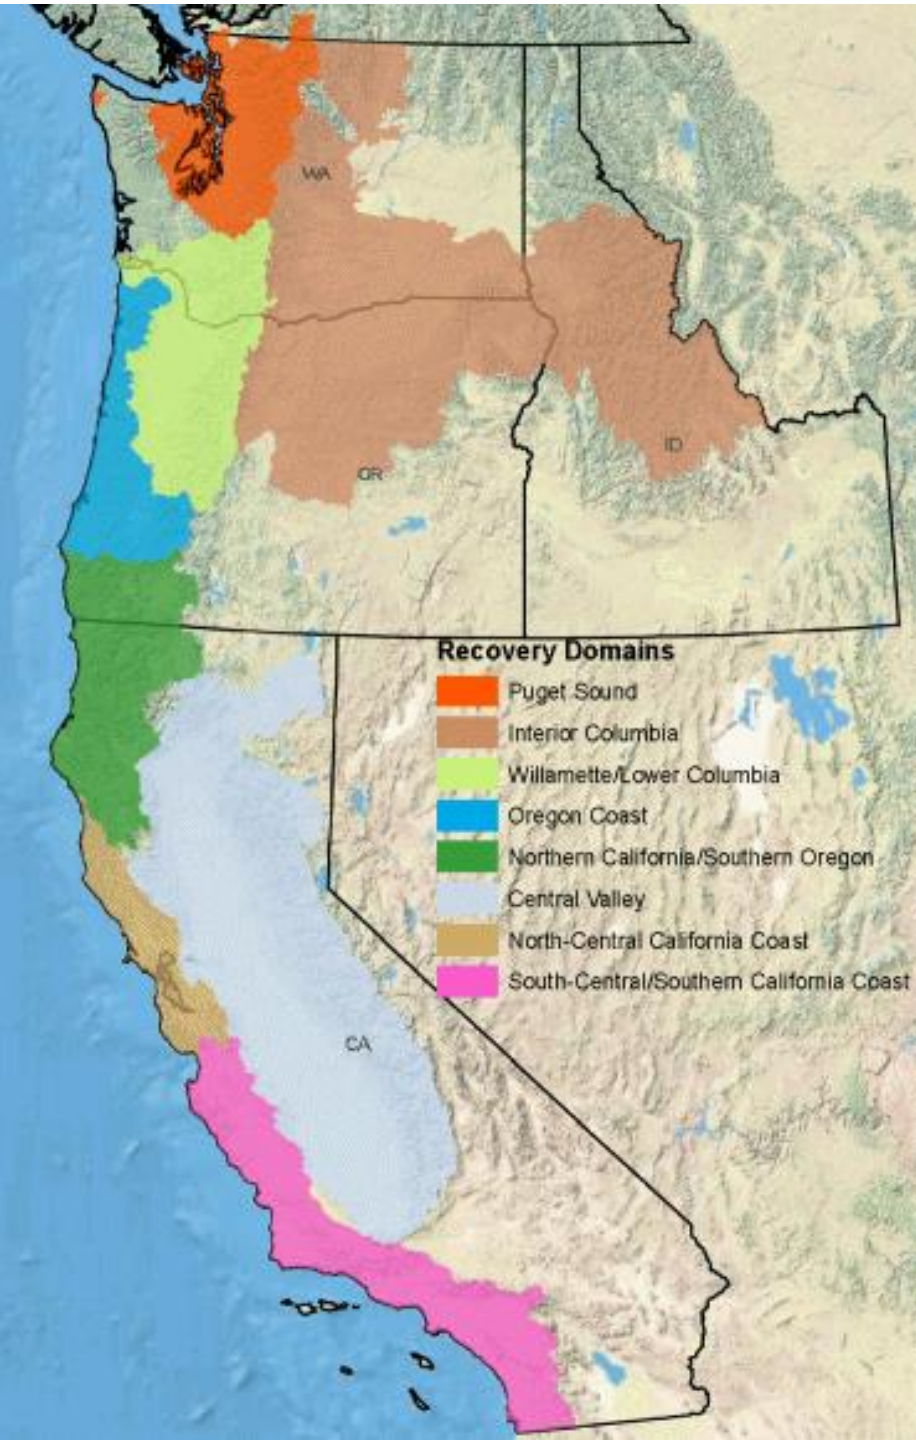 WA
ID
OR
Recovery Domains
Puget Sound
Interior Columbia
Willamette/Lower Columbia
Oregon Coast
Northern California/Southern Oregon
Central Valley
North-Central California Coast
South-Central/Southern California Coast
CA